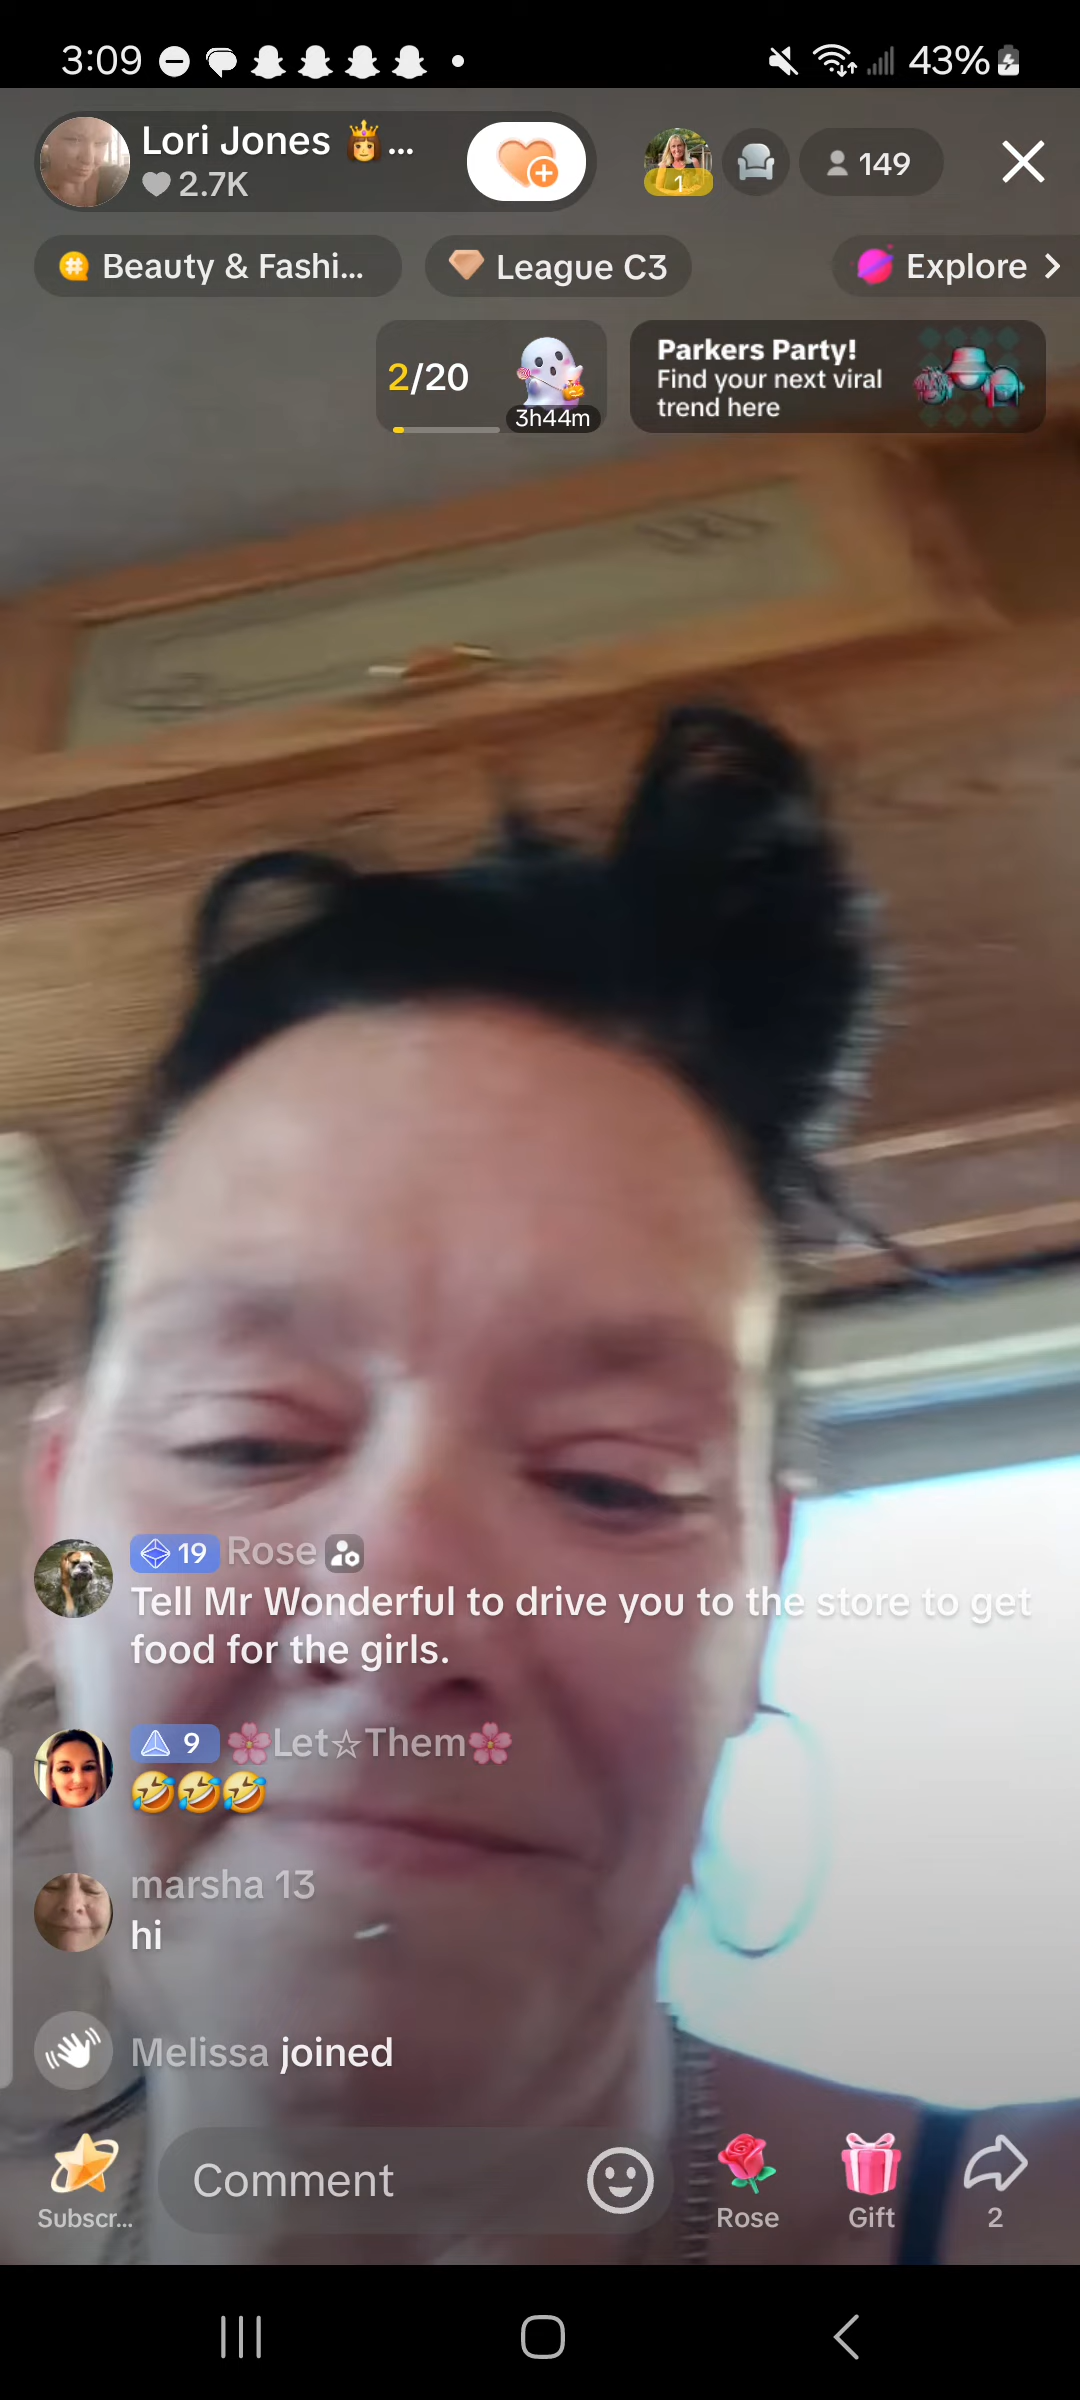 3:09 43%
Lori Jones 👸...
2.7K
1
149
Beauty & Fashi...
League C3
Explore
2/20
3h44m
Parkers Party!
Find your next viral
trend here
19 Rose
Tell Mr Wonderful to drive you to the store to get
food for the girls.
9 🌸Let☆Them🌸
🤣🤣🤣
marsha 13
hi
Melissa joined
Subscr...
Comment
Rose
Gift
2